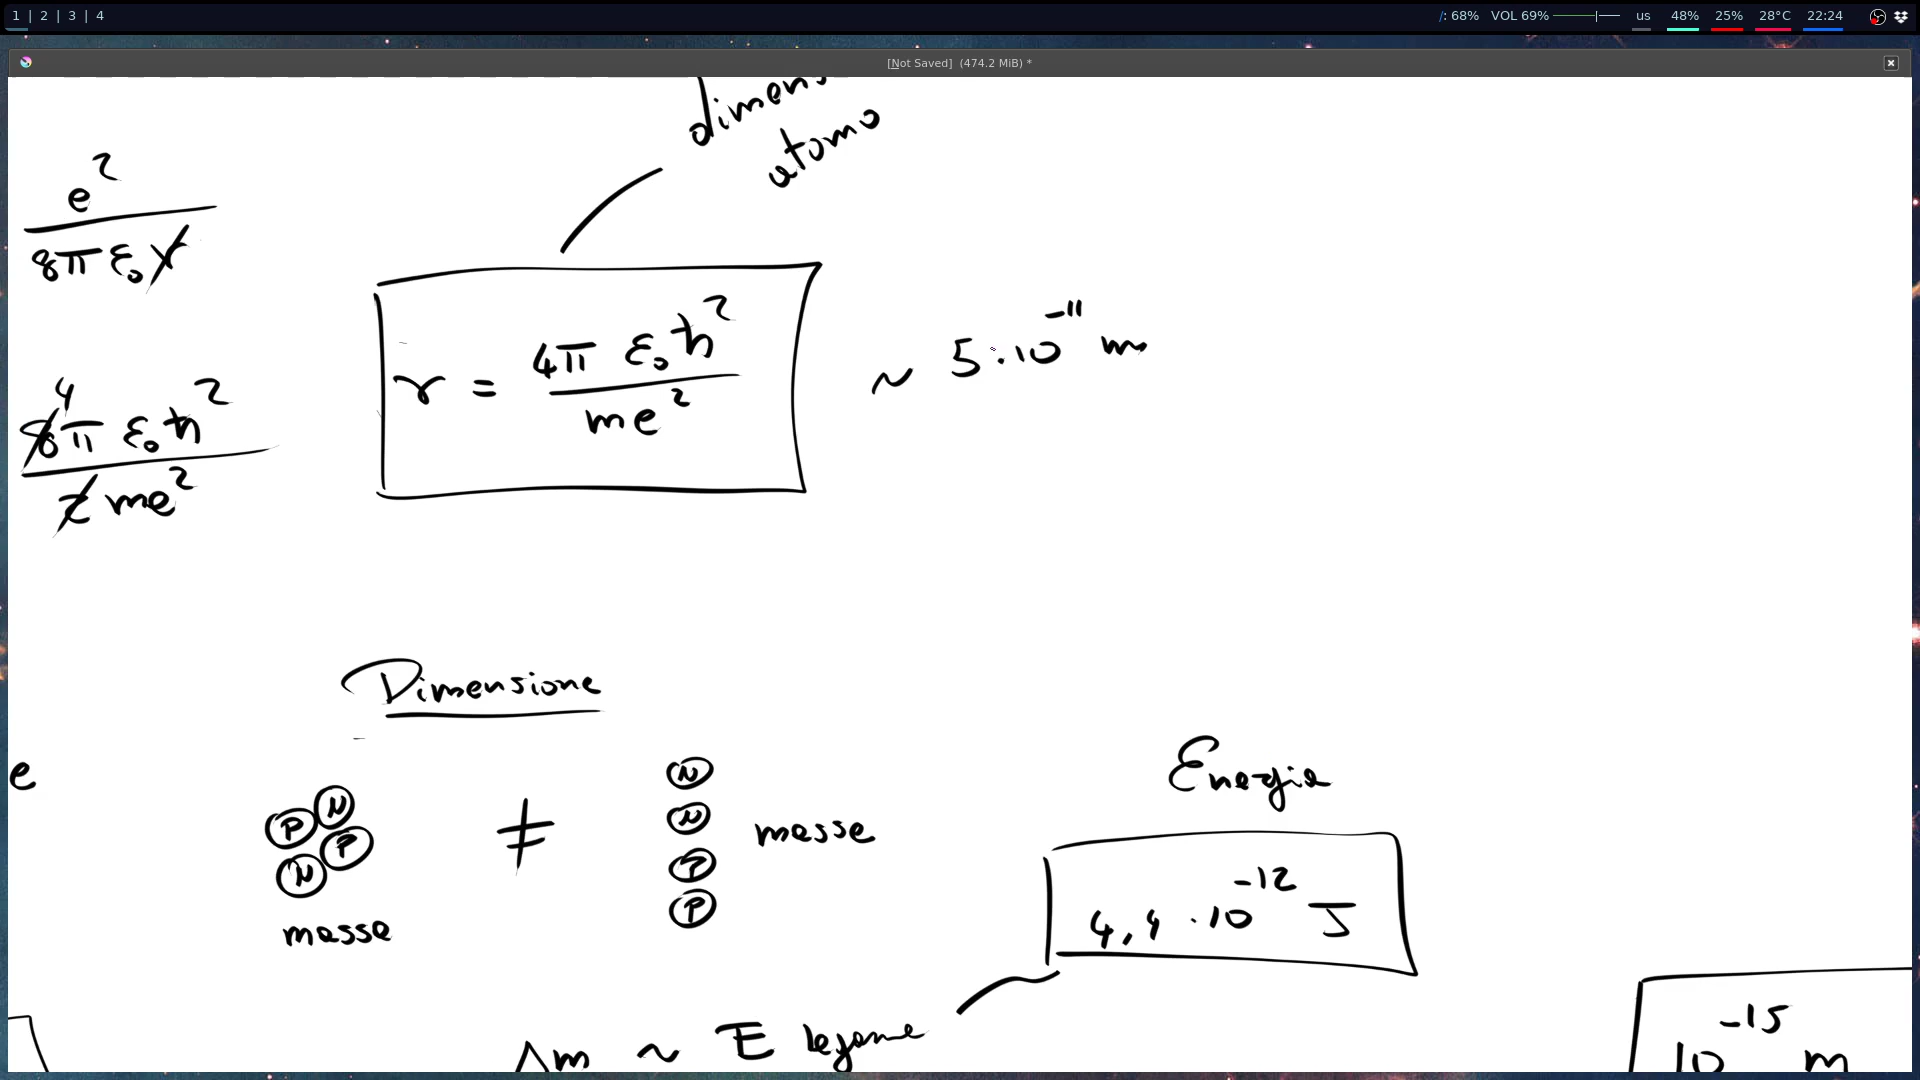 1 | 2 | 3 | 4
/: 68% VOL 69% us 48% 25% 28°C 22:24
[Not Saved] (474.2 MiB) *
atomo
e²
8π ε₀ r
r = 4π ε₀ ħ² / me² ~ 5·10⁻¹¹ m
4
8π ε₀ ħ²
2 me²
Dimensione
e
P N P N ≠ N N P P masse
masse
Energia
4,4 · 10⁻¹² J
Δm ~ E legame
10⁻¹⁵ m